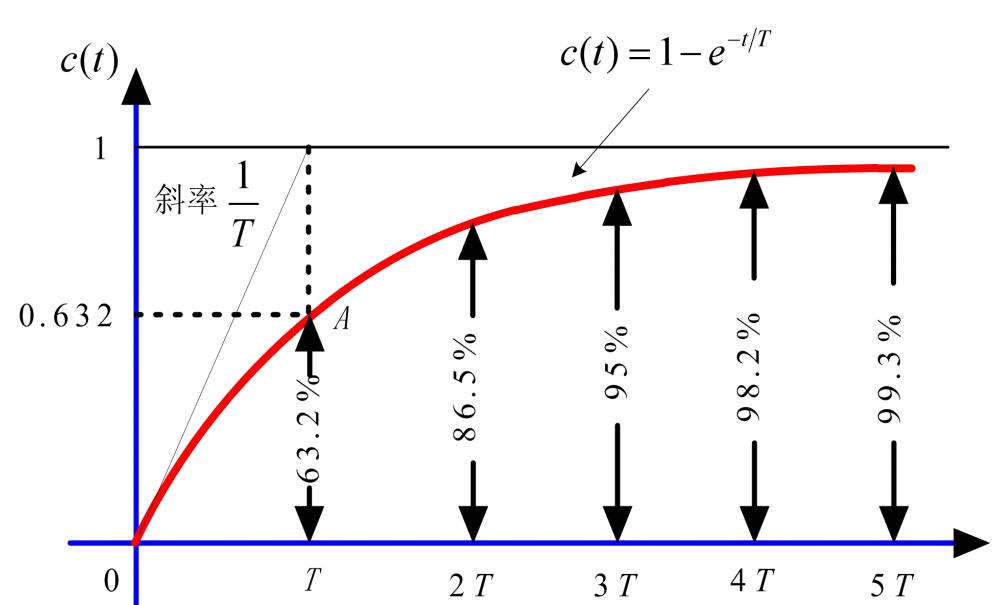 c(t)
c(t) = 1 − e^{−t/T}
1
斜率 1/T
0.632
A
63.2%
86.5%
95%
98.2%
99.3%
0
T
2T
3T
4T
5T